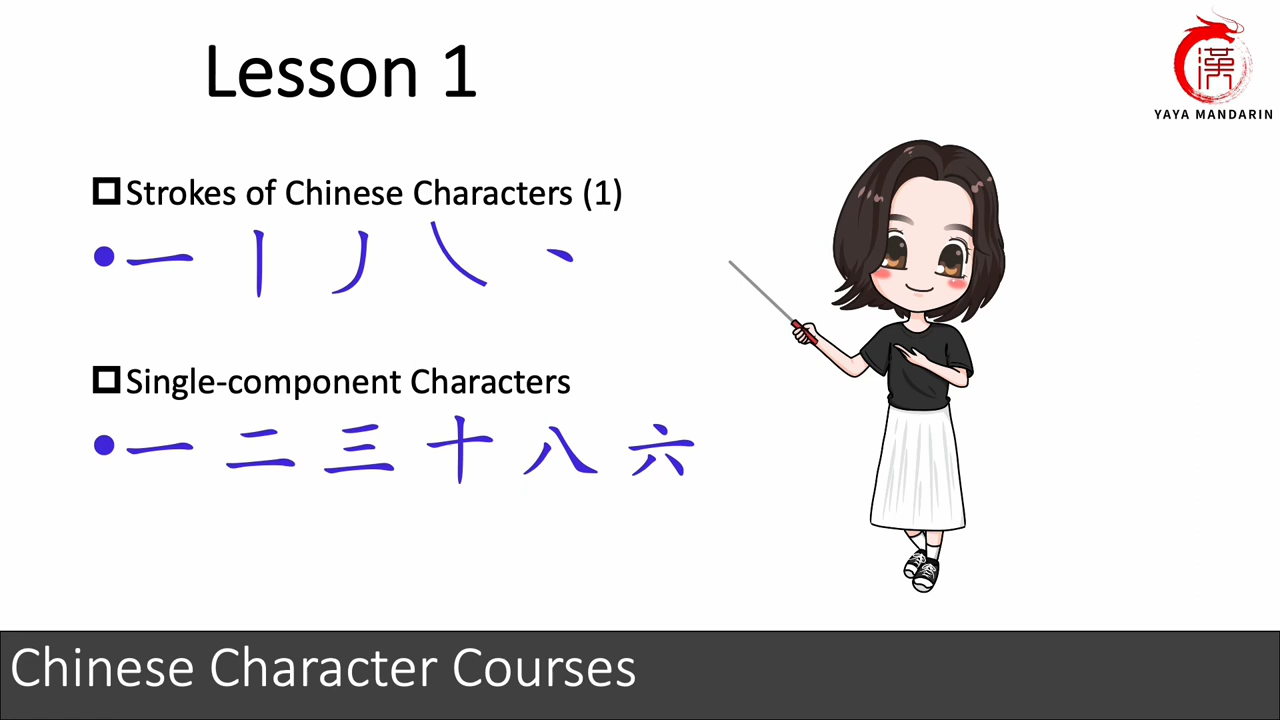 Lesson 1
漢
YAYA MANDARIN
Strokes of Chinese Characters (1)
•一 丨 丿 ㇏ 丶
Single-component Characters
•一 二 三 十 八 六
Chinese Character Courses